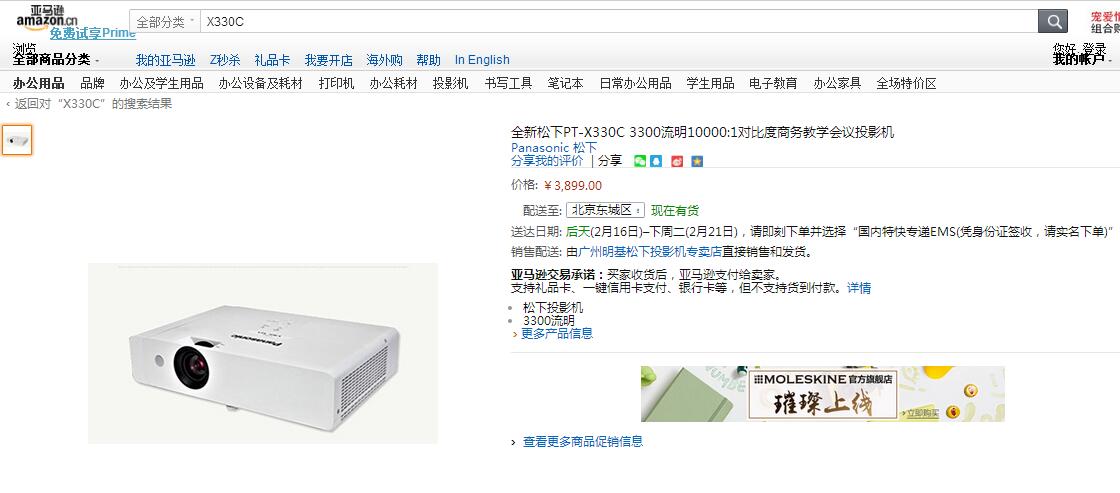 亚马逊
amazon.cn
免费试享Prime
全部分类
X330C
宠爱
组合购
浏览
全部商品分类
我的亚马逊 Z秒杀 礼品卡 我要开店 海外购 帮助 In English
您好, 登录
我的帐户
办公用品 品牌 办公及学生用品 办公设备及耗材 打印机 办公耗材 投影机 书写工具 笔记本 日常办公用品 学生用品 电子教育 办公家具 全场特价区
‹ 返回对“X330C”的搜索结果
全新松下PT-X330C 3300流明10000:1对比度商务教学会议投影机
Panasonic 松下
分享我的评价 | 分享
价格: ￥3,899.00
配送至: 北京东城区 现在有货
送达日期: 后天(2月16日)–下周二(2月21日)，请即刻下单并选择“国内特快专递EMS(凭身份证签收，请实名下单)”
销售配送: 由广州明基松下投影机专卖店直接销售和发货。
亚马逊交易承诺：买家收货后，亚马逊支付给卖家。
支持礼品卡、一键信用卡支付、银行卡等，但不支持货到付款。详情
松下投影机
3300流明
› 更多产品信息
Panasonic
MOLESKINE 官方旗舰店
璀璨上线
›立即购买
› 查看更多商品促销信息